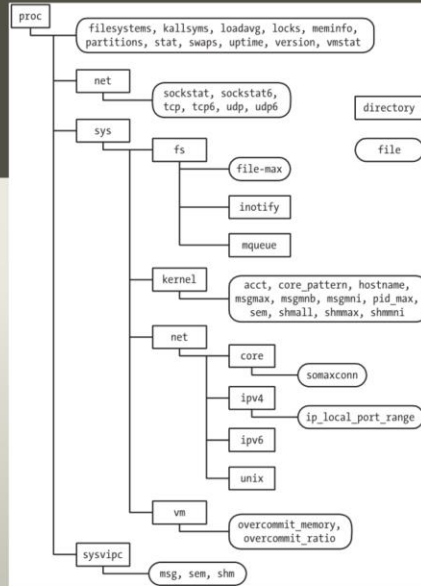 proc
filesystems, kallsyms, loadavg, locks, meminfo,
partitions, stat, swaps, uptime, version, vmstat
net
sockstat, sockstat6,
tcp, tcp6, udp, udp6
directory
sys
fs
file
file-max
inotify
mqueue
kernel
acct, core_pattern, hostname,
msgmax, msgmnb, msgmni, pid_max,
sem, shmall, shmmax, shmmni
net
core
somaxconn
ipv4
ip_local_port_range
ipv6
unix
vm
overcommit_memory,
overcommit_ratio
sysvipc
msg, sem, shm